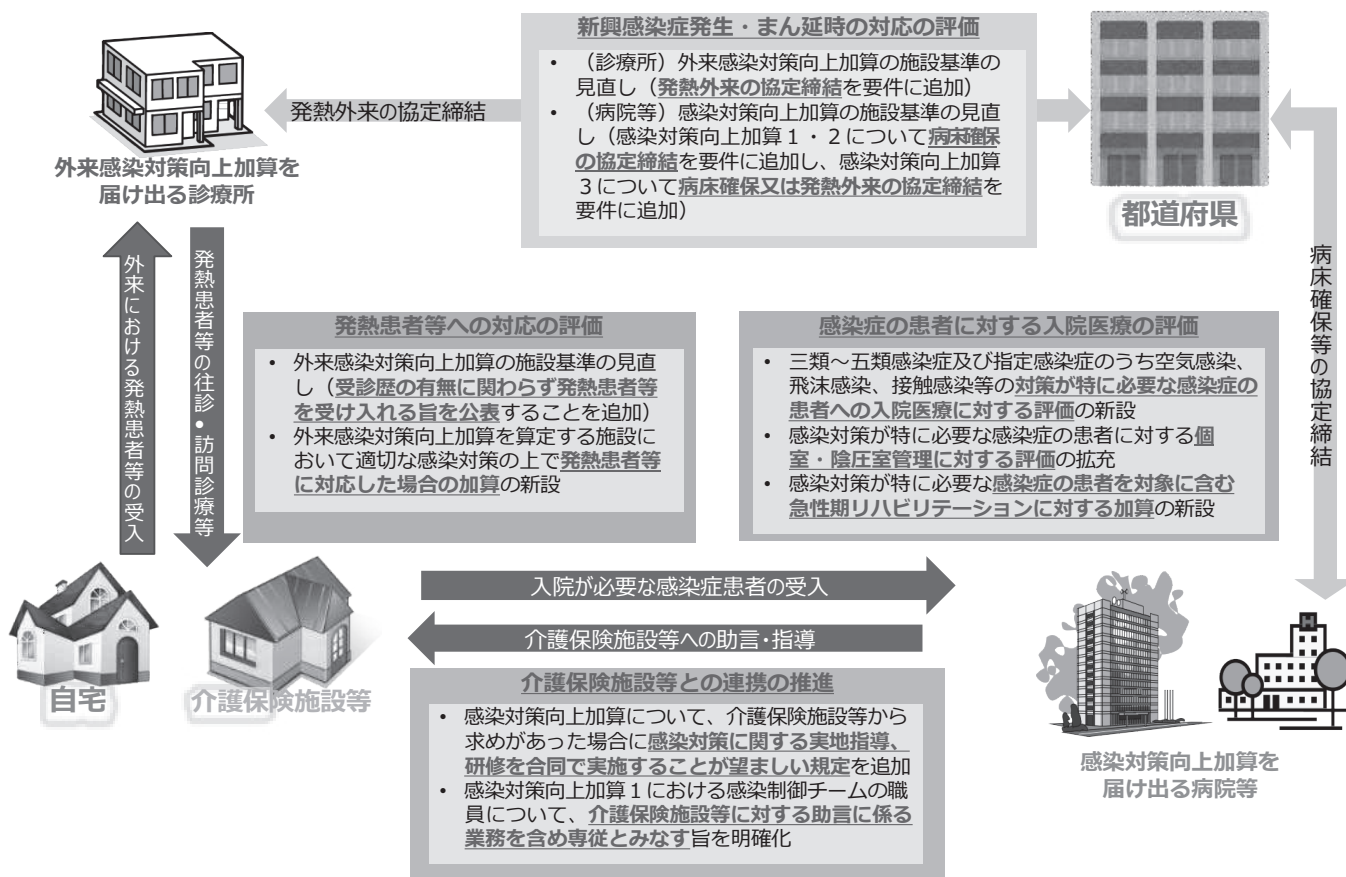 新興感染症発生・まん延時の対応の評価
• （診療所）外来感染対策向上加算の施設基準の
見直し（発熱外来の協定締結を要件に追加）
• （病院等）感染対策向上加算の施設基準の見直
し（感染対策向上加算１・２について病床確保
の協定締結を要件に追加し、感染対策向上加算
３について病床確保又は発熱外来の協定締結を
要件に追加）
発熱外来の協定締結
外来感染対策向上加算を
届け出る診療所
都道府県
病床確保等の協定締結
外来における発熱患者等の受入
発熱患者等の往診・訪問診療等
発熱患者等への対応の評価
• 外来感染対策向上加算の施設基準の見直
し（受診歴の有無に関わらず発熱患者等
を受け入れる旨を公表することを追加）
• 外来感染対策向上加算を算定する施設に
おいて適切な感染対策の上で発熱患者等
に対応した場合の加算の新設
感染症の患者に対する入院医療の評価
• 三類～五類感染症及び指定感染症のうち空気感染、
飛沫感染、接触感染等の対策が特に必要な感染症の
患者への入院医療に対する評価の新設
• 感染対策が特に必要な感染症の患者に対する個
室・陰圧室管理に対する評価の拡充
• 感染対策が特に必要な感染症の患者を対象に含む
急性期リハビリテーションに対する加算の新設
入院が必要な感染症患者の受入
介護保険施設等への助言・指導
自宅
介護保険施設等
介護保険施設等との連携の推進
• 感染対策向上加算について、介護保険施設等から
求めがあった場合に感染対策に関する実地指導、
研修を合同で実施することが望ましい規定を追加
• 感染対策向上加算１における感染制御チームの職
員について、介護保険施設等に対する助言に係る
業務を含め専従とみなす旨を明確化
H
感染対策向上加算を
届け出る病院等